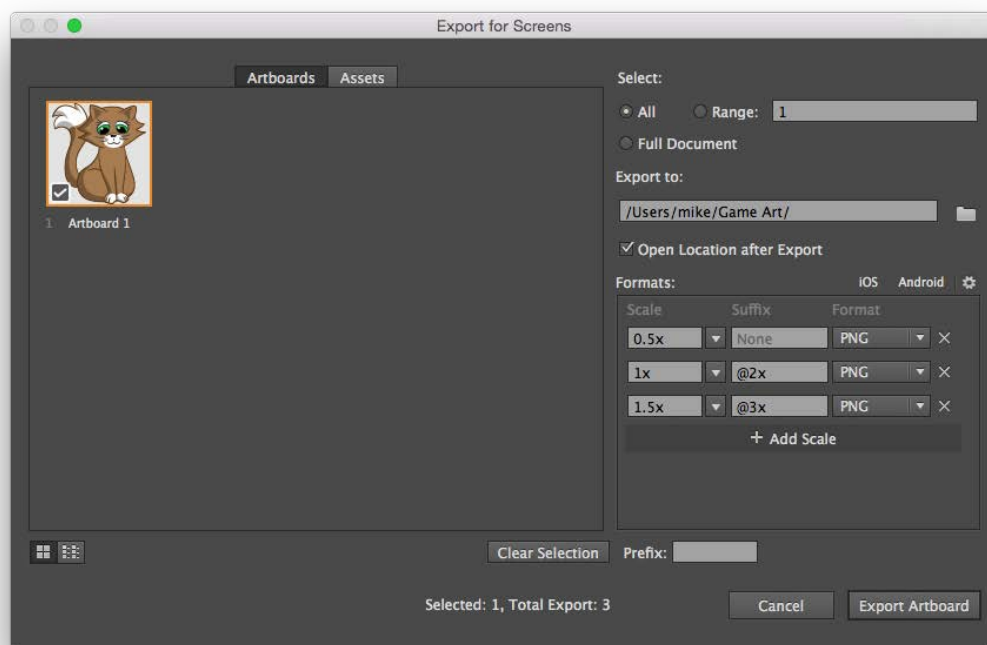 Export for Screens
Artboards Assets
1 Artboard 1
Select:
All Range: 1
Full Document
Export to:
/Users/mike/Game Art/
Open Location after Export
Formats: iOS Android
Scale Suffix Format
0.5x None PNG
1x @2x PNG
1.5x @3x PNG
+ Add Scale
Clear Selection Prefix:
Selected: 1, Total Export: 3
Cancel Export Artboard